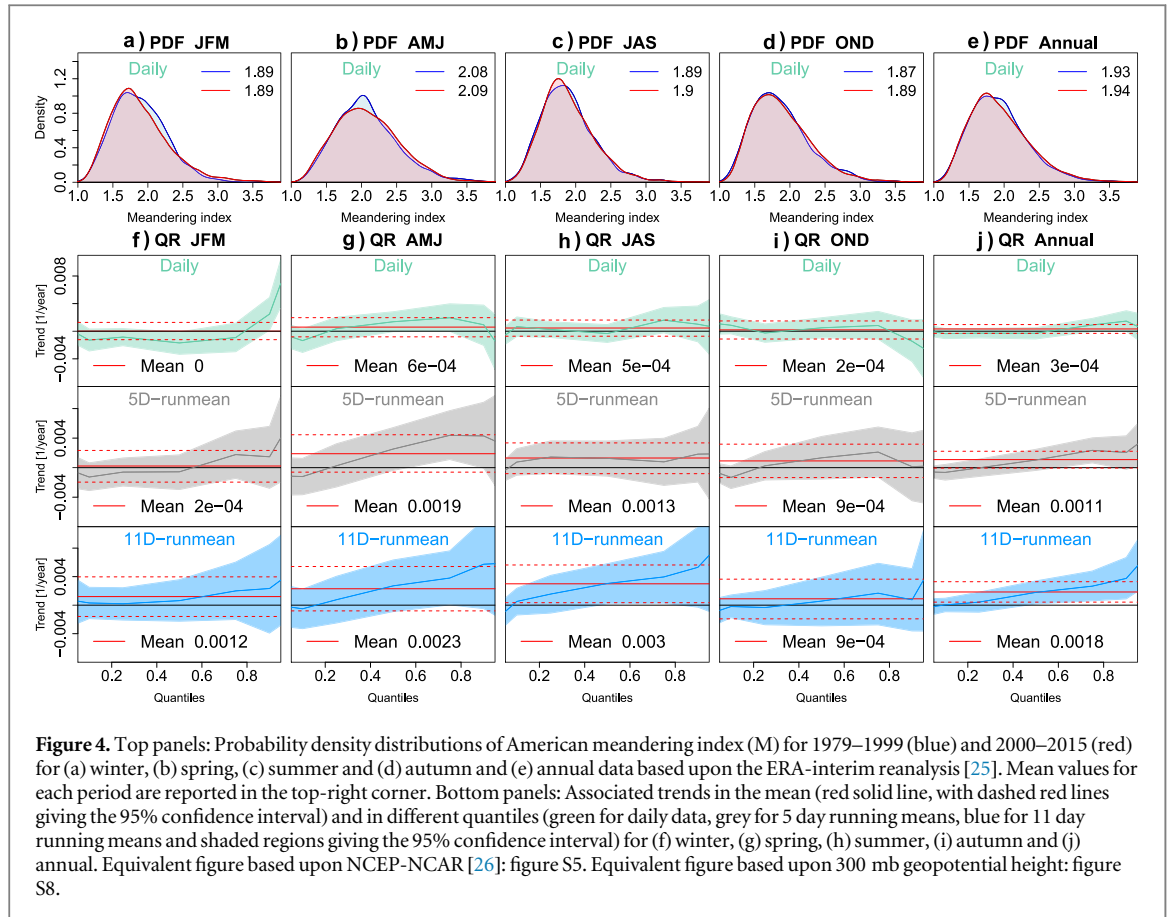 a) PDF JFM
b) PDF AMJ
c) PDF JAS
d) PDF OND
e) PDF Annual
Density
0.0 0.4 0.8 1.2
Daily
1.89
1.89
Daily
2.08
2.09
Daily
1.89
1.9
Daily
1.87
1.89
Daily
1.93
1.94
1.0 1.5 2.0 2.5 3.0 3.5
1.0 1.5 2.0 2.5 3.0 3.5
1.0 1.5 2.0 2.5 3.0 3.5
1.0 1.5 2.0 2.5 3.0 3.5
1.0 1.5 2.0 2.5 3.0 3.5
Meandering index
Meandering index
Meandering index
Meandering index
Meandering index
f) QR JFM
g) QR AMJ
h) QR JAS
i) QR OND
j) QR Annual
Trend [1/year]
−0.004 0.008
Daily
Mean 0
Daily
Mean 6e−04
Daily
Mean 5e−04
Daily
Mean 2e−04
Daily
Mean 3e−04
Trend [1/year]
−0.004 0.004
5D−runmean
Mean 2e−04
5D−runmean
Mean 0.0019
5D−runmean
Mean 0.0013
5D−runmean
Mean 9e−04
5D−runmean
Mean 0.0011
Trend [1/year]
−0.004 0.004
11D−runmean
Mean 0.0012
11D−runmean
Mean 0.0023
11D−runmean
Mean 0.003
11D−runmean
Mean 9e−04
11D−runmean
Mean 0.0018
0.2 0.4 0.6 0.8
0.2 0.4 0.6 0.8
0.2 0.4 0.6 0.8
0.2 0.4 0.6 0.8
0.2 0.4 0.6 0.8
Quantiles
Quantiles
Quantiles
Quantiles
Quantiles
Figure 4. Top panels: Probability density distributions of American meandering index (M) for 1979–1999 (blue) and 2000–2015 (red)
for (a) winter, (b) spring, (c) summer and (d) autumn and (e) annual data based upon the ERA-interim reanalysis [25]. Mean values for
each period are reported in the top-right corner. Bottom panels: Associated trends in the mean (red solid line, with dashed red lines
giving the 95% confidence interval) and in different quantiles (green for daily data, grey for 5 day running means, blue for 11 day
running means and shaded regions giving the 95% confidence interval) for (f) winter, (g) spring, (h) summer, (i) autumn and (j)
annual. Equivalent figure based upon NCEP-NCAR [26]: figure S5. Equivalent figure based upon 300 mb geopotential height: figure
S8.